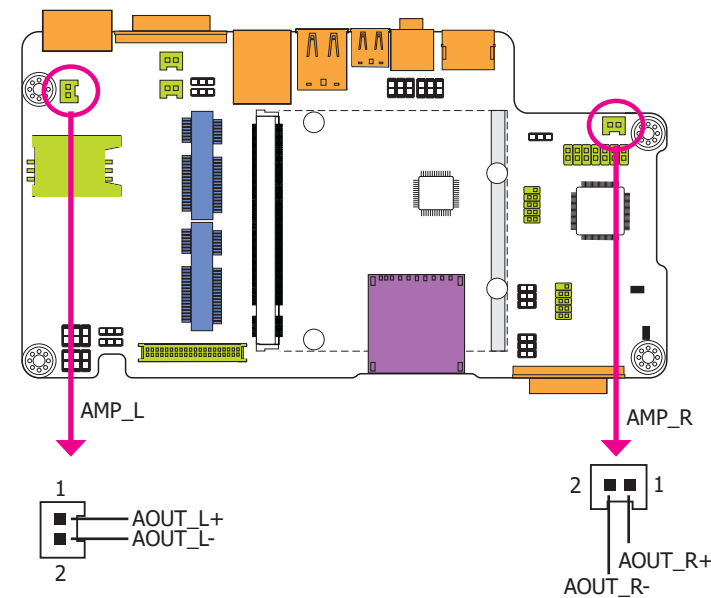 AMP_L
AMP_R
1
AOUT_L+
AOUT_L-
2
2 1
AOUT_R+
AOUT_R-